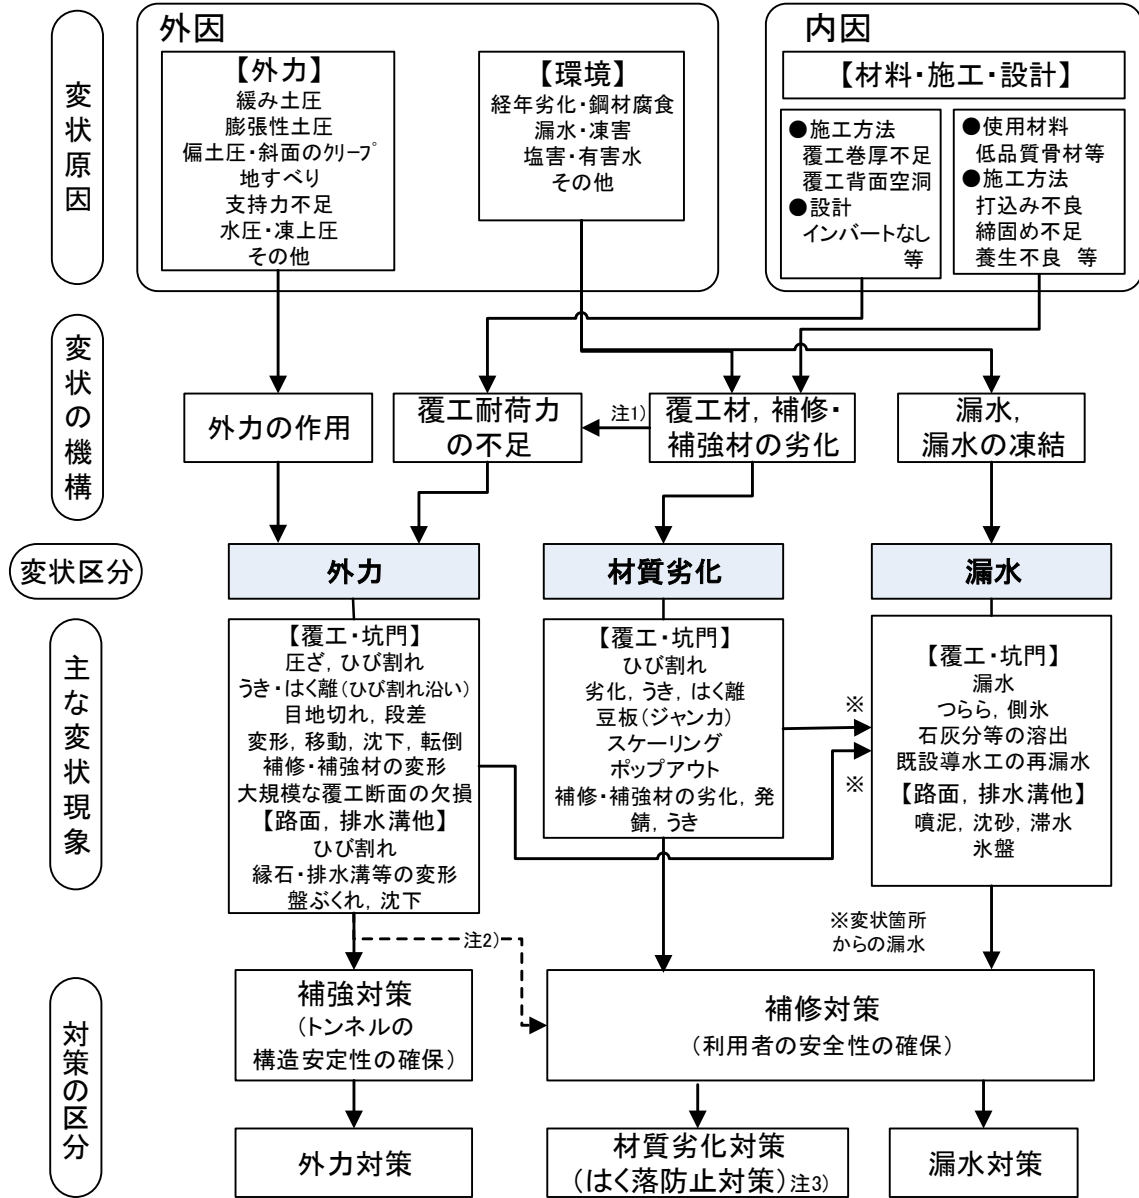 変状原因
外因
【外力】
緩み土圧
膨張性土圧
偏土圧・斜面のｸﾘｰﾌﾟ
地すべり
支持力不足
水圧・凍上圧
その他
【環境】
経年劣化・鋼材腐食
漏水・凍害
塩害・有害水
その他
内因
【材料・施工・設計】
●施工方法
覆工巻厚不足
覆工背面空洞
●設計
インバートなし
等
●使用材料
低品質骨材等
●施工方法
打込み不良
締固め不足
養生不良 等
変状の機構
外力の作用
覆工耐荷力
の不足
注1)
覆工材，補修・
補強材の劣化
漏水，
漏水の凍結
変状区分
外力
材質劣化
漏水
主な変状現象
【覆工・坑門】
圧ざ，ひび割れ
うき・はく離（ひび割れ沿い）
目地切れ，段差
変形，移動，沈下，転倒
補修・補強材の変形
大規模な覆工断面の欠損
【路面，排水溝他】
ひび割れ
縁石・排水溝等の変形
盤ぶくれ，沈下
【覆工・坑門】
ひび割れ
劣化，うき，はく離
豆板（ジャンカ）
スケーリング
ポップアウト
補修・補強材の劣化，発
錆，うき
※
※
【覆工・坑門】
漏水
つらら，側氷
石灰分等の溶出
既設導水工の再漏水
【路面，排水溝他】
噴泥，沈砂，滞水
氷盤
注2)
※変状箇所
からの漏水
対策の区分
補強対策
（トンネルの
構造安定性の確保）
補修対策
（利用者の安全性の確保）
外力対策
材質劣化対策
（はく落防止対策）注3)
漏水対策